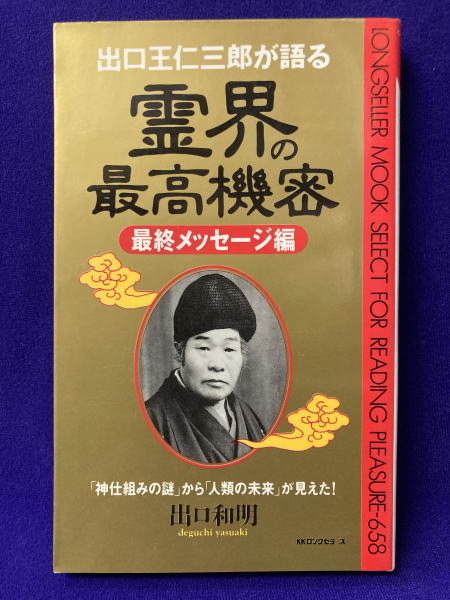 出口王仁三郎が語る
霊界の
最高機密
最終メッセージ編
「神仕組みの謎」から「人類の未来」が見えた!
出口和明
deguchi yasuaki
KKロングセラーズ
LONGSELLER MOOK SELECT FOR READING PLEASURE-658